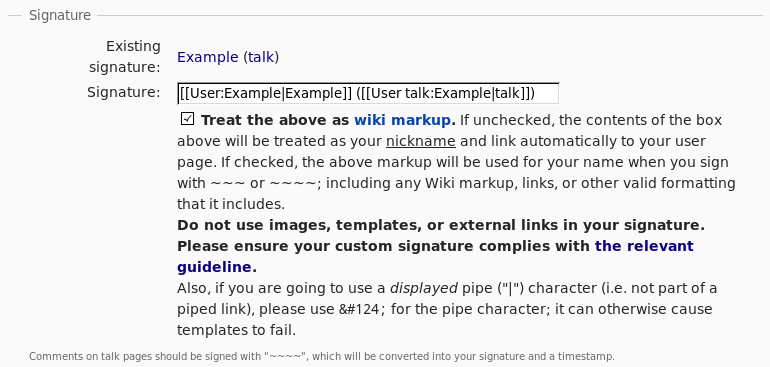 Signature
Existing
signature:
Example (talk)
Signature:
[[User:Example|Example]] ([[User talk:Example|talk]])
Treat the above as wiki markup. If unchecked, the contents of the box
above will be treated as your nickname and link automatically to your user
page. If checked, the above markup will be used for your name when you sign
with ~~~ or ~~~~; including any Wiki markup, links, or other valid formatting
that it includes.
Do not use images, templates, or external links in your signature.
Please ensure your custom signature complies with the relevant
guideline.
Also, if you are going to use a displayed pipe ("|") character (i.e. not part of a
piped link), please use &#124; for the pipe character; it can otherwise cause
templates to fail.
Comments on talk pages should be signed with "~~~~", which will be converted into your signature and a timestamp.